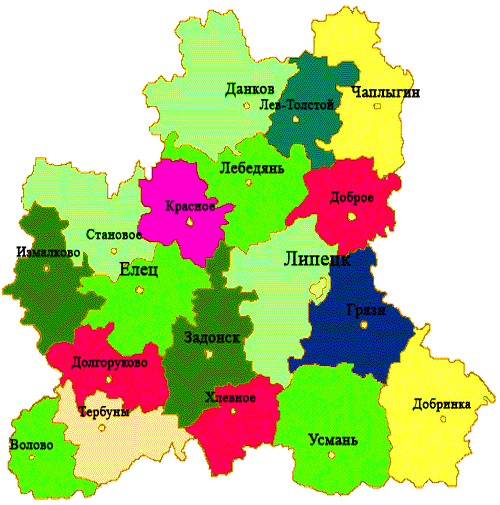 Данков
Чаплыгин
Лев-Толстой
Лебедянь
Доброе
Красное
Становое
Измалково
Елец
Липецк
Грязи
Задонск
Долгоруково
Хлевное
Добринка
Тербуны
Усмань
Волово